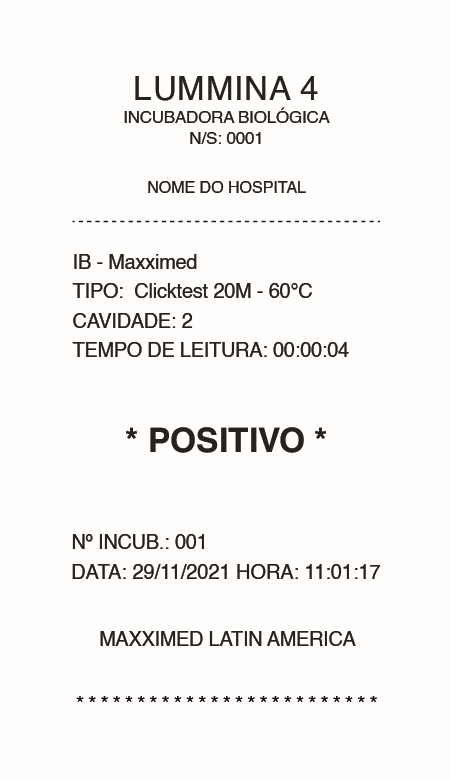 LUMMINA 4
INCUBADORA BIOLÓGICA
N/S: 0001
NOME DO HOSPITAL
---------------------------------------
IB - Maxximed
TIPO: Clicktest 20M - 60°C
CAVIDADE: 2
TEMPO DE LEITURA: 00:00:04
* POSITIVO *
Nº INCUB.: 001
DATA: 29/11/2021 HORA: 11:01:17
MAXXIMED LATIN AMERICA
* * * * * * * * * * * * * * * * * * * * * * * * *